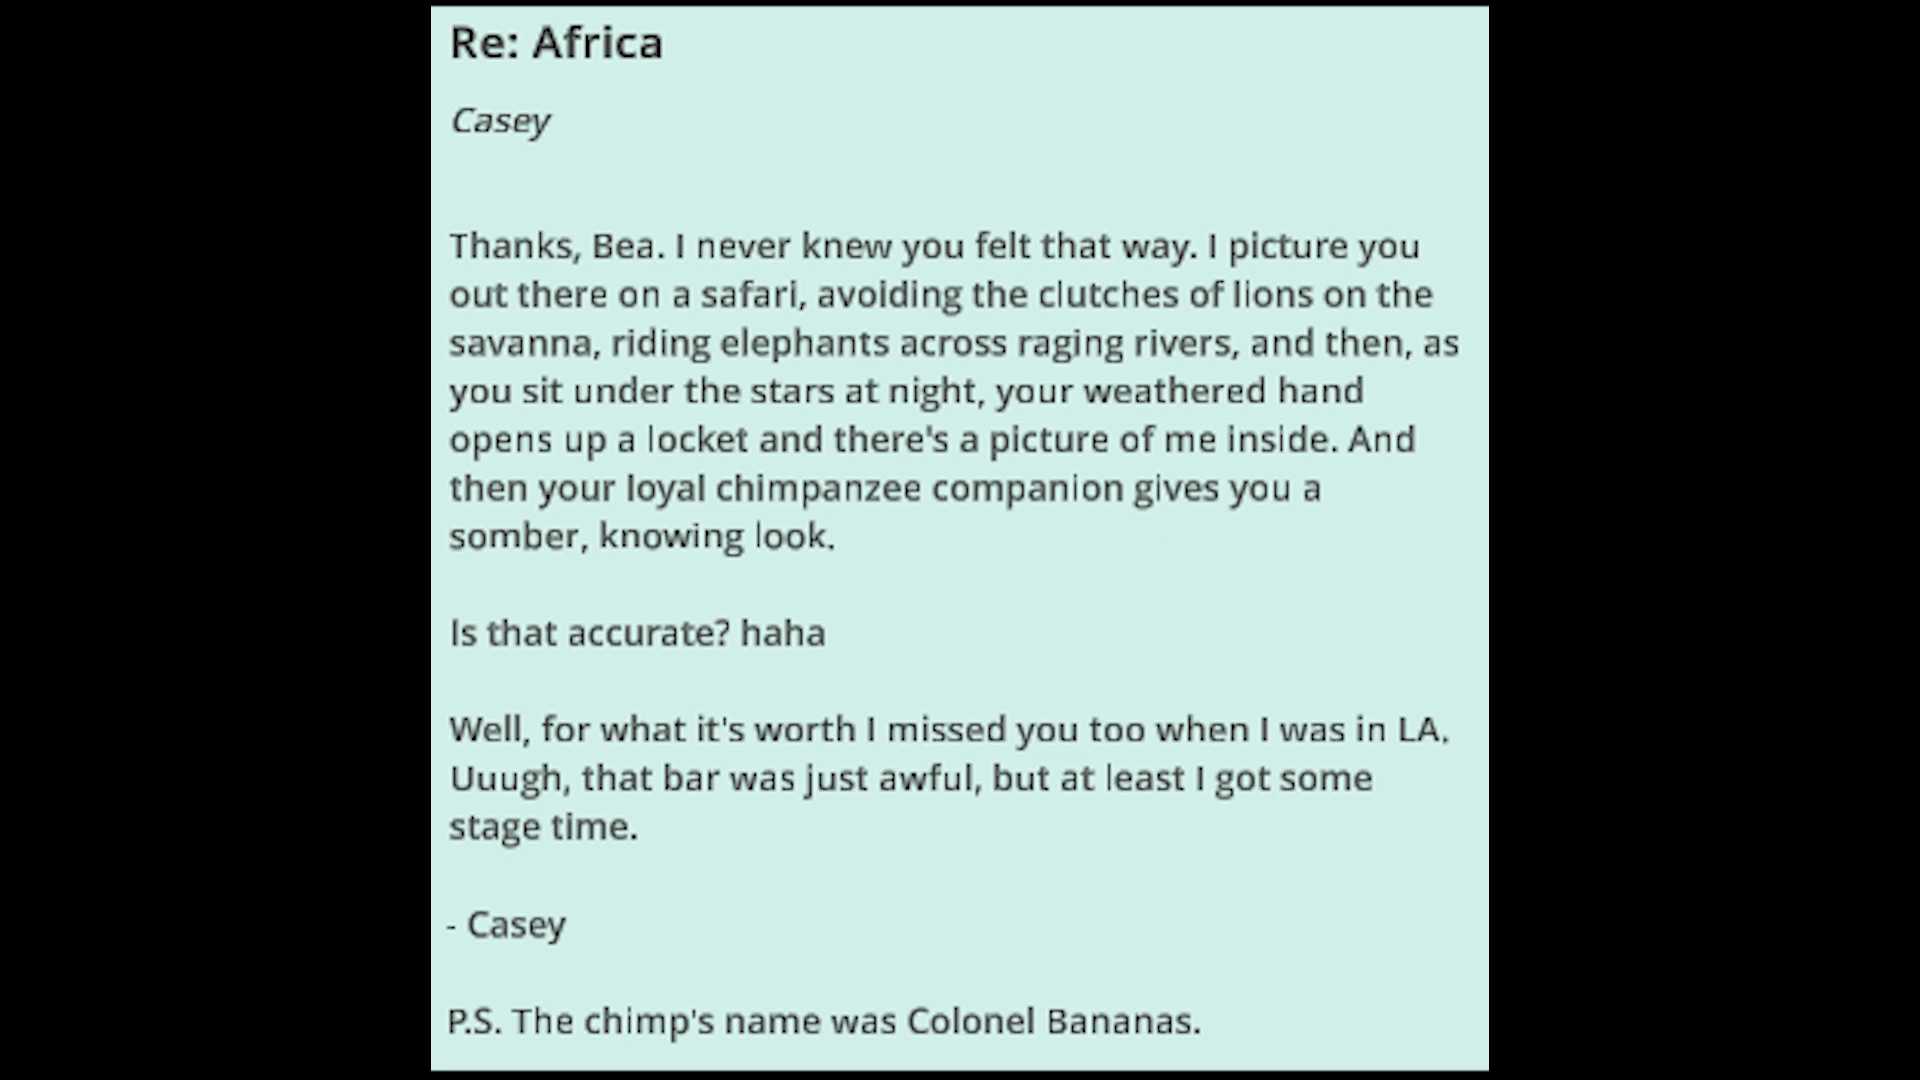 Re: Africa
Casey
Thanks, Bea. I never knew you felt that way. I picture you
out there on a safari, avoiding the clutches of lions on the
savanna, riding elephants across raging rivers, and then, as
you sit under the stars at night, your weathered hand
opens up a locket and there's a picture of me inside. And
then your loyal chimpanzee companion gives you a
somber, knowing look.
Is that accurate? haha
Well, for what it's worth I missed you too when I was in LA.
Uuugh, that bar was just awful, but at least I got some
stage time.
- Casey
P.S. The chimp's name was Colonel Bananas.